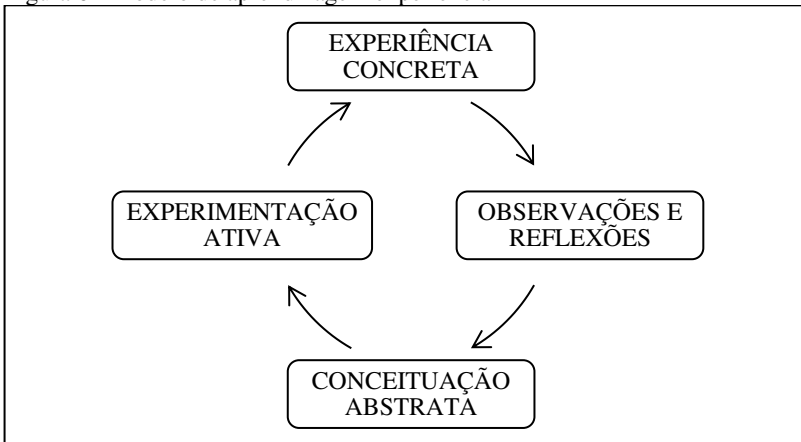 EXPERIÊNCIA
CONCRETA
EXPERIMENTAÇÃO
ATIVA
OBSERVAÇÕES E
REFLEXÕES
CONCEITUAÇÃO
ABSTRATA